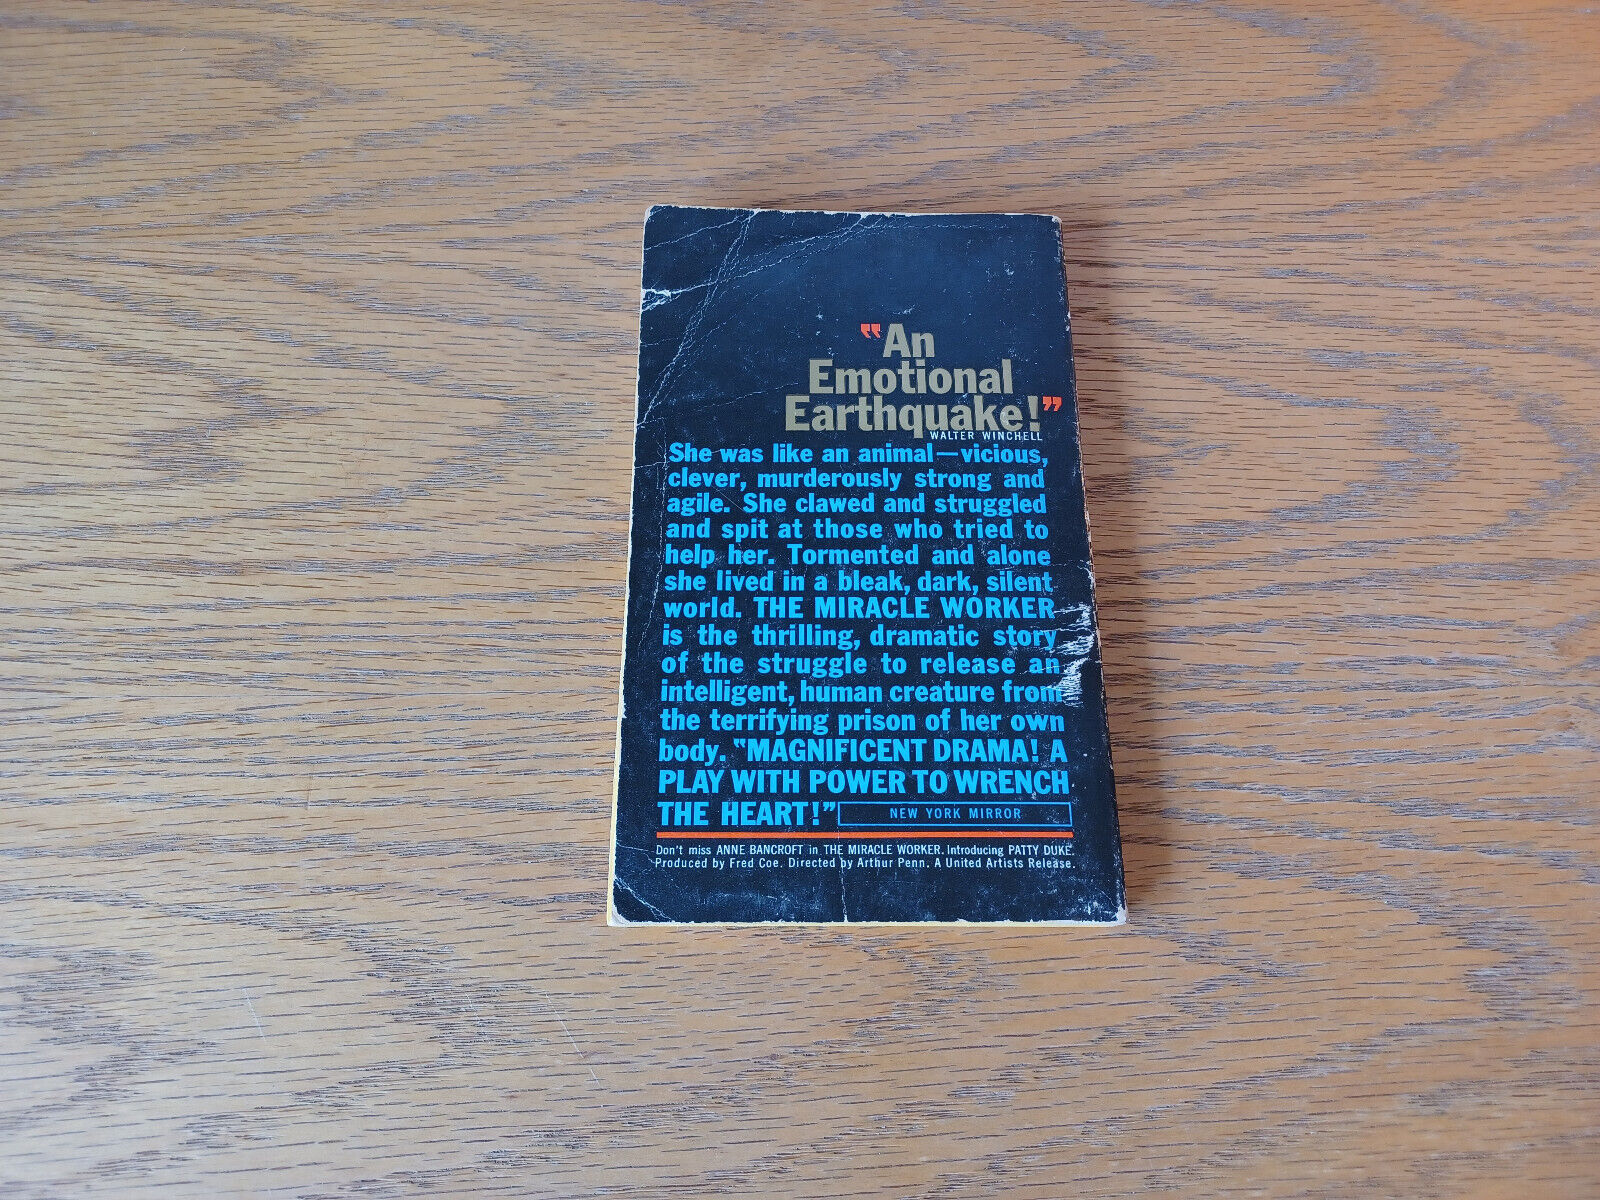 "An
Emotional
Earthquake!"
WALTER WINCHELL
She was like an animal—vicious,
clever, murderously strong and
agile. She clawed and struggled
and spit at those who tried to
help her. Tormented and alone
she lived in a bleak, dark, silent
world. THE MIRACLE WORKER
is the thrilling, dramatic story
of the struggle to release an
intelligent, human creature from
the terrifying prison of her own
body. "MAGNIFICENT DRAMA! A
PLAY WITH POWER TO WRENCH
THE HEART!" NEW YORK MIRROR
Don't miss ANNE BANCROFT in THE MIRACLE WORKER. Introducing PATTY DUKE.
Produced by Fred Coe. Directed by Arthur Penn. A United Artists Release.